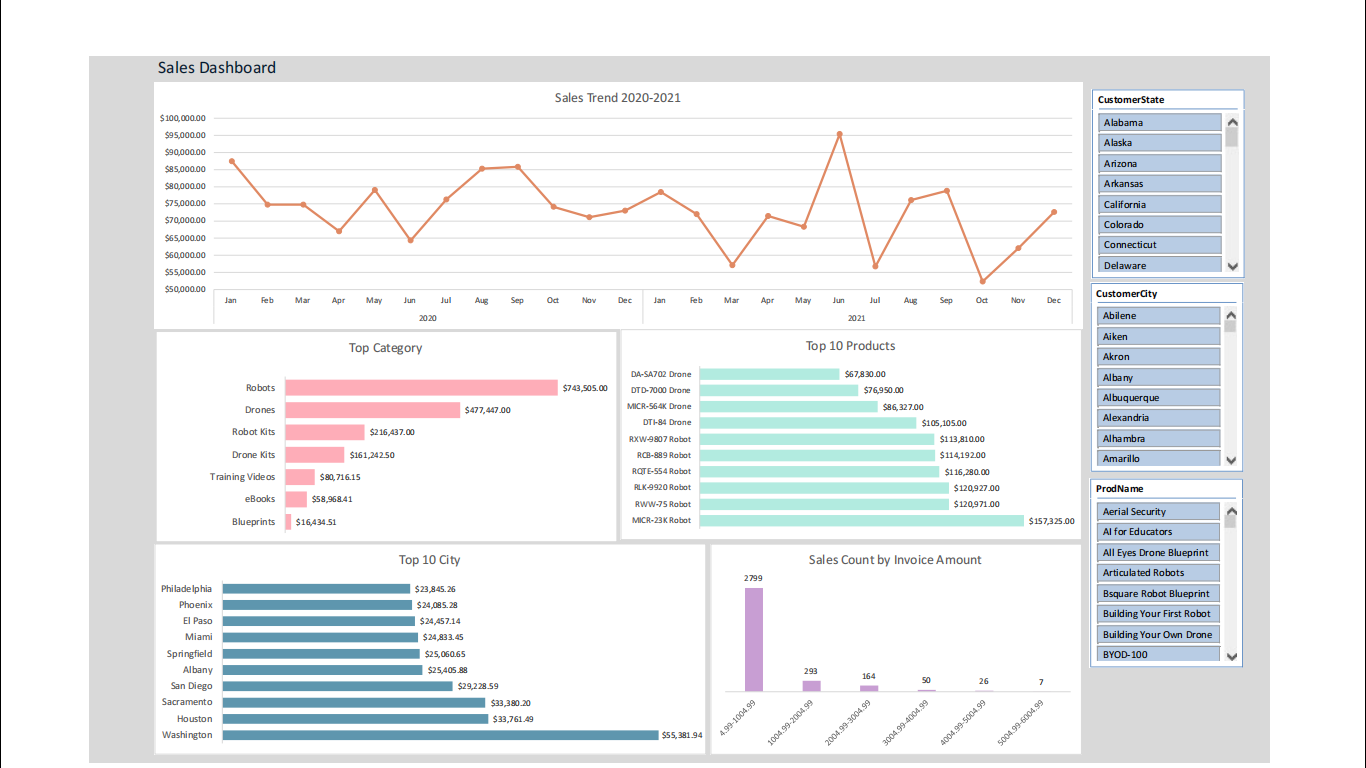 Sales Dashboard
Sales Trend 2020-2021
$100,000.00
$95,000.00
$90,000.00
$85,000.00
$80,000.00
$75,000.00
$70,000.00
$65,000.00
$60,000.00
$55,000.00
$50,000.00
Jan Feb Mar Apr May Jun Jul Aug Sep Oct Nov Dec Jan Feb Mar Apr May Jun Jul Aug Sep Oct Nov Dec
2020 2021
Top Category
Robots $743,505.00
Drones $477,447.00
Robot Kits $216,437.00
Drone Kits $161,242.50
Training Videos $80,716.15
eBooks $58,968.41
Blueprints $16,434.51
Top 10 Products
DA-SA702 Drone $67,830.00
DTD-7000 Drone $76,950.00
MICR-564K Drone $86,327.00
DTI-84 Drone $105,105.00
RXW-9807 Robot $113,810.00
RCB-889 Robot $114,192.00
RQTE-554 Robot $116,280.00
RLK-9920 Robot $120,927.00
RWW-75 Robot $120,971.00
MICR-23K Robot $157,325.00
Top 10 City
Philadelphia $23,845.26
Phoenix $24,085.28
El Paso $24,457.14
Miami $24,833.45
Springfield $25,060.65
Albany $25,405.88
San Diego $29,228.59
Sacramento $33,380.20
Houston $33,761.49
Washington $55,381.94
Sales Count by Invoice Amount
2799 293 164 50 26 7
4.99-1004.99 1004.99-2004.99 2004.99-3004.99 3004.99-4004.99 4004.99-5004.99 5004.99-6004.99
CustomerState
Alabama
Alaska
Arizona
Arkansas
California
Colorado
Connecticut
Delaware
CustomerCity
Abilene
Aiken
Akron
Albany
Albuquerque
Alexandria
Alhambra
Amarillo
ProdName
Aerial Security
AI for Educators
All Eyes Drone Blueprint
Articulated Robots
Bsquare Robot Blueprint
Building Your First Robot
Building Your Own Drone
BYOD-100